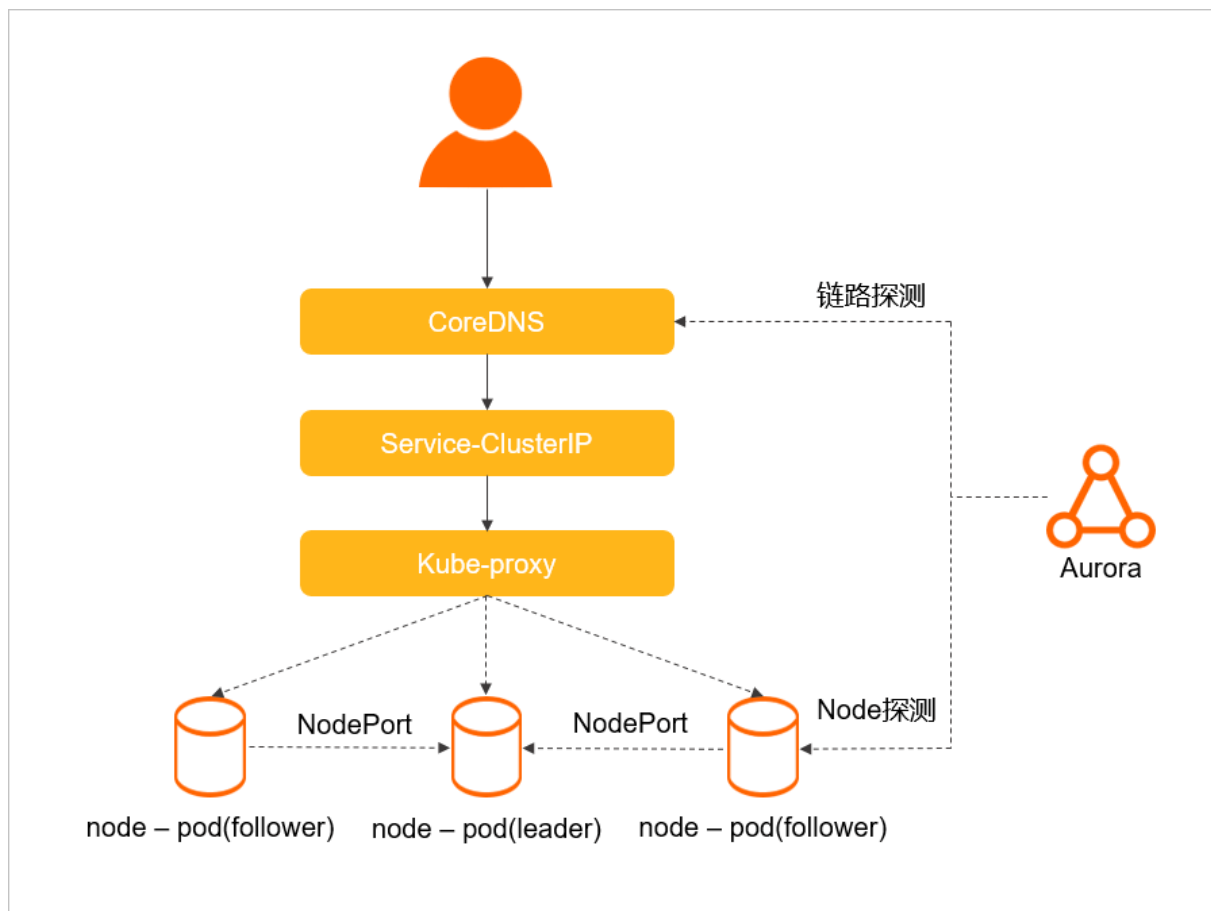 CoreDNS
链路探测
Service-ClusterIP
Kube-proxy
Aurora
NodePort
NodePort
Node探测
node – pod(follower)
node – pod(leader)
node – pod(follower)